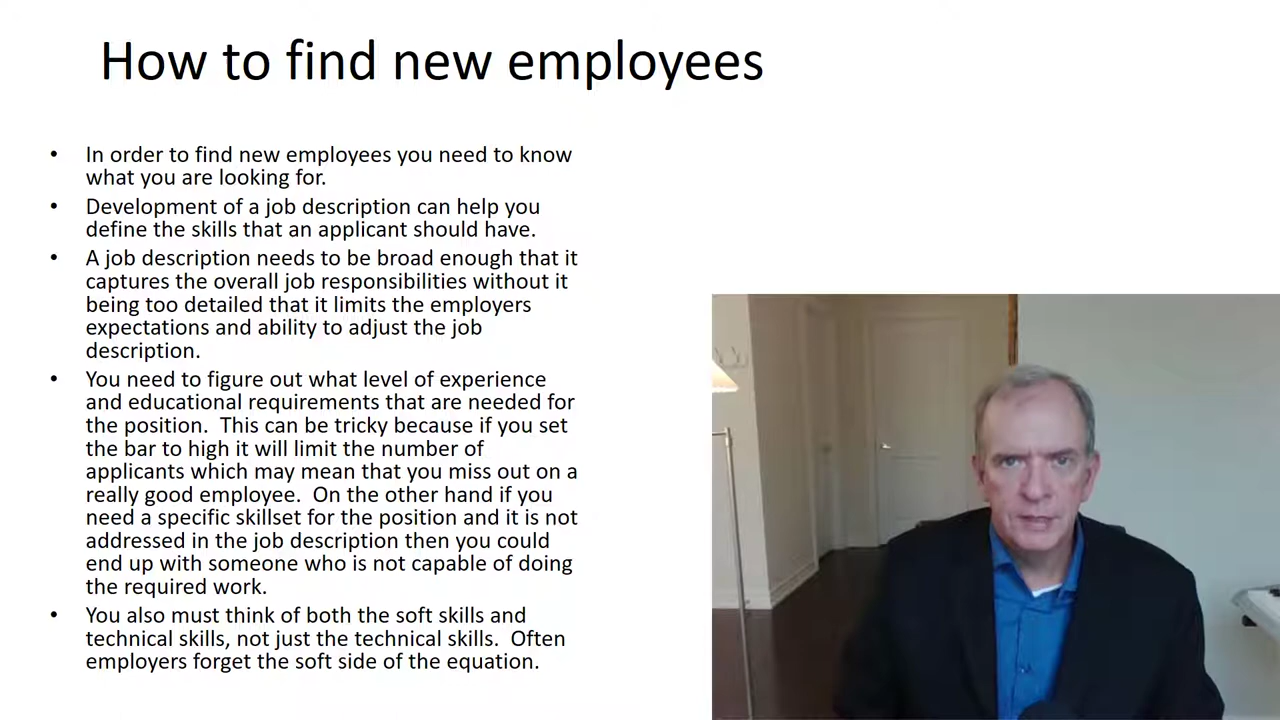 How to find new employees
• In order to find new employees you need to know
what you are looking for.
• Development of a job description can help you
define the skills that an applicant should have.
• A job description needs to be broad enough that it
captures the overall job responsibilities without it
being too detailed that it limits the employers
expectations and ability to adjust the job
description.
• You need to figure out what level of experience
and educational requirements that are needed for
the position.  This can be tricky because if you set
the bar to high it will limit the number of
applicants which may mean that you miss out on a
really good employee.  On the other hand if you
need a specific skillset for the position and it is not
addressed in the job description then you could
end up with someone who is not capable of doing
the required work.
• You also must think of both the soft skills and
technical skills, not just the technical skills.  Often
employers forget the soft side of the equation.